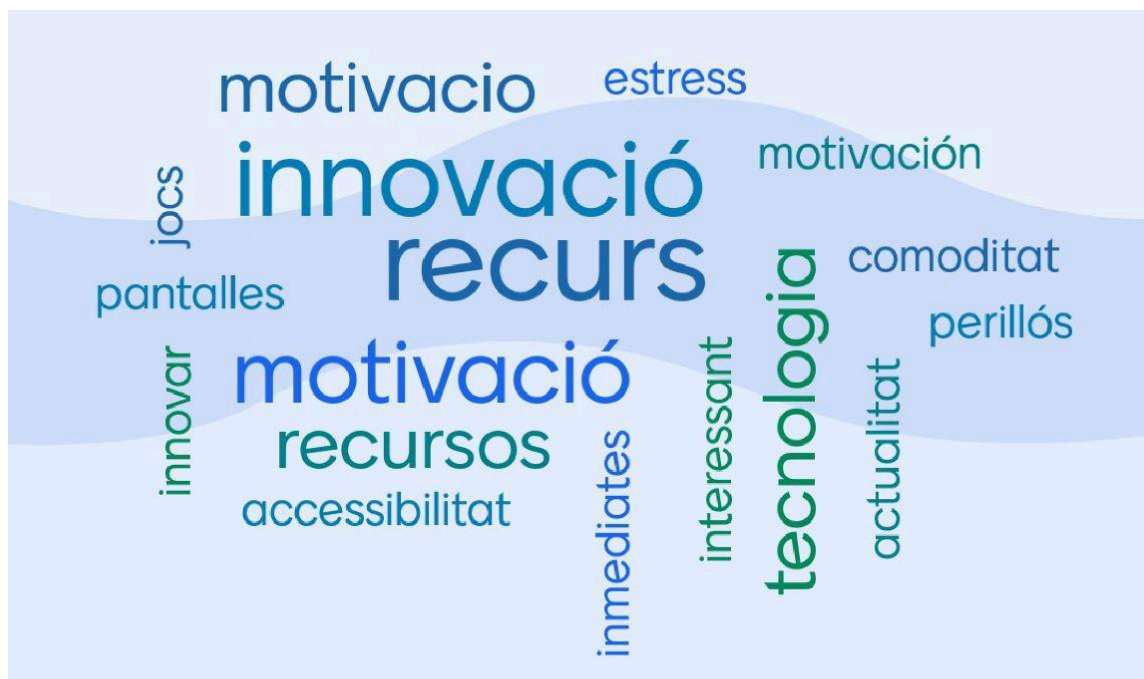 motivacio
estress
innovació
motivación
jocs
recurs
comoditat
pantalles
tecnologia
perillós
motivació
innovar
interessant
actualitat
recursos
accessibilitat
inmediates